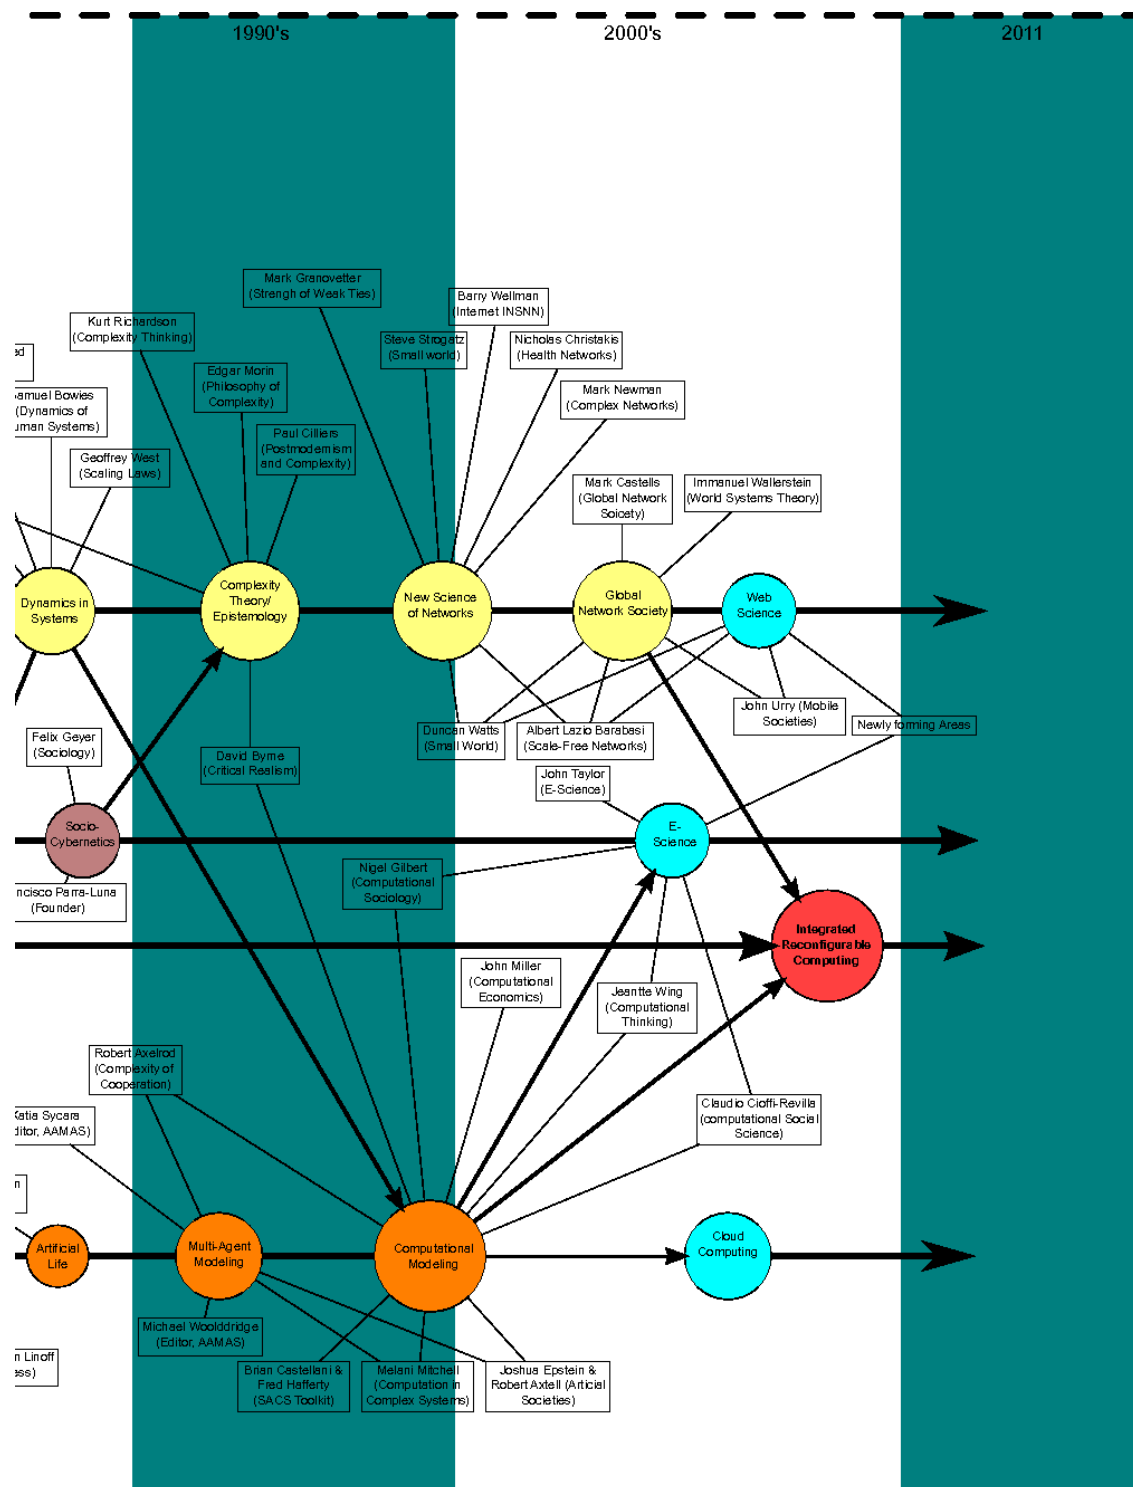 1990's
2000's
2011
Mark Granovetter
(Strengh of Weak Ties)
Barry Wellman
(Internet INSNN)
Kurt Richardson
(Complexity Thinking)
Steve Strogatz
(Small world)
Nicholas Christakis
(Health Networks)
Edgar Morin
(Philosophy of
Complexity)
Mark Newman
(Complex Networks)
Bowies
(Dynamics of
Systems)
Paul Cilliers
(Postmodernism
and Complexity)
Geoffrey West
(Scaling Laws)
Mark Castells
(Global Network
Soicety)
Immanuel Wallerstein
(World Systems Theory)
Dynamics in
Systems
Complexity
Theory/
Epistemology
New Science
of Networks
Global
Network Society
Web
Science
John Urry (Mobile
Societies)
Newly forming Areas
Duncan Watts
(Small World)
Albert Lazio Barabasi
(Scale-Free Networks)
Felix Geyer
(Sociology)
David Byrne
(Critical Realism)
John Taylor
(E-Science)
Socio-
Cybernetics
E-
Science
Nigel Gilbert
(Computational
Sociology)
Parra-Luna
(Founder)
Integrated
Reconfigurable
Computing
John Miller
(Computational
Economics)
Jeantte Wing
(Computational
Thinking)
Robert Axelrod
(Complexity of
Cooperation)
Claudio Cioffi-Revilla
(computational Social
Science)
Sycara
AAMAS)
Artificial
Life
Multi-Agent
Modeling
Computational
Modeling
Cloud
Computing
Michael Woolddridge
(Editor, AAMAS)
Linoff
Brian Castellani &
Fred Hafferty
(SACS Toolkit)
Melani Mitchell
(Computation in
Complex Systems)
Joshua Epstein &
Robert Axtell (Articial
Societies)